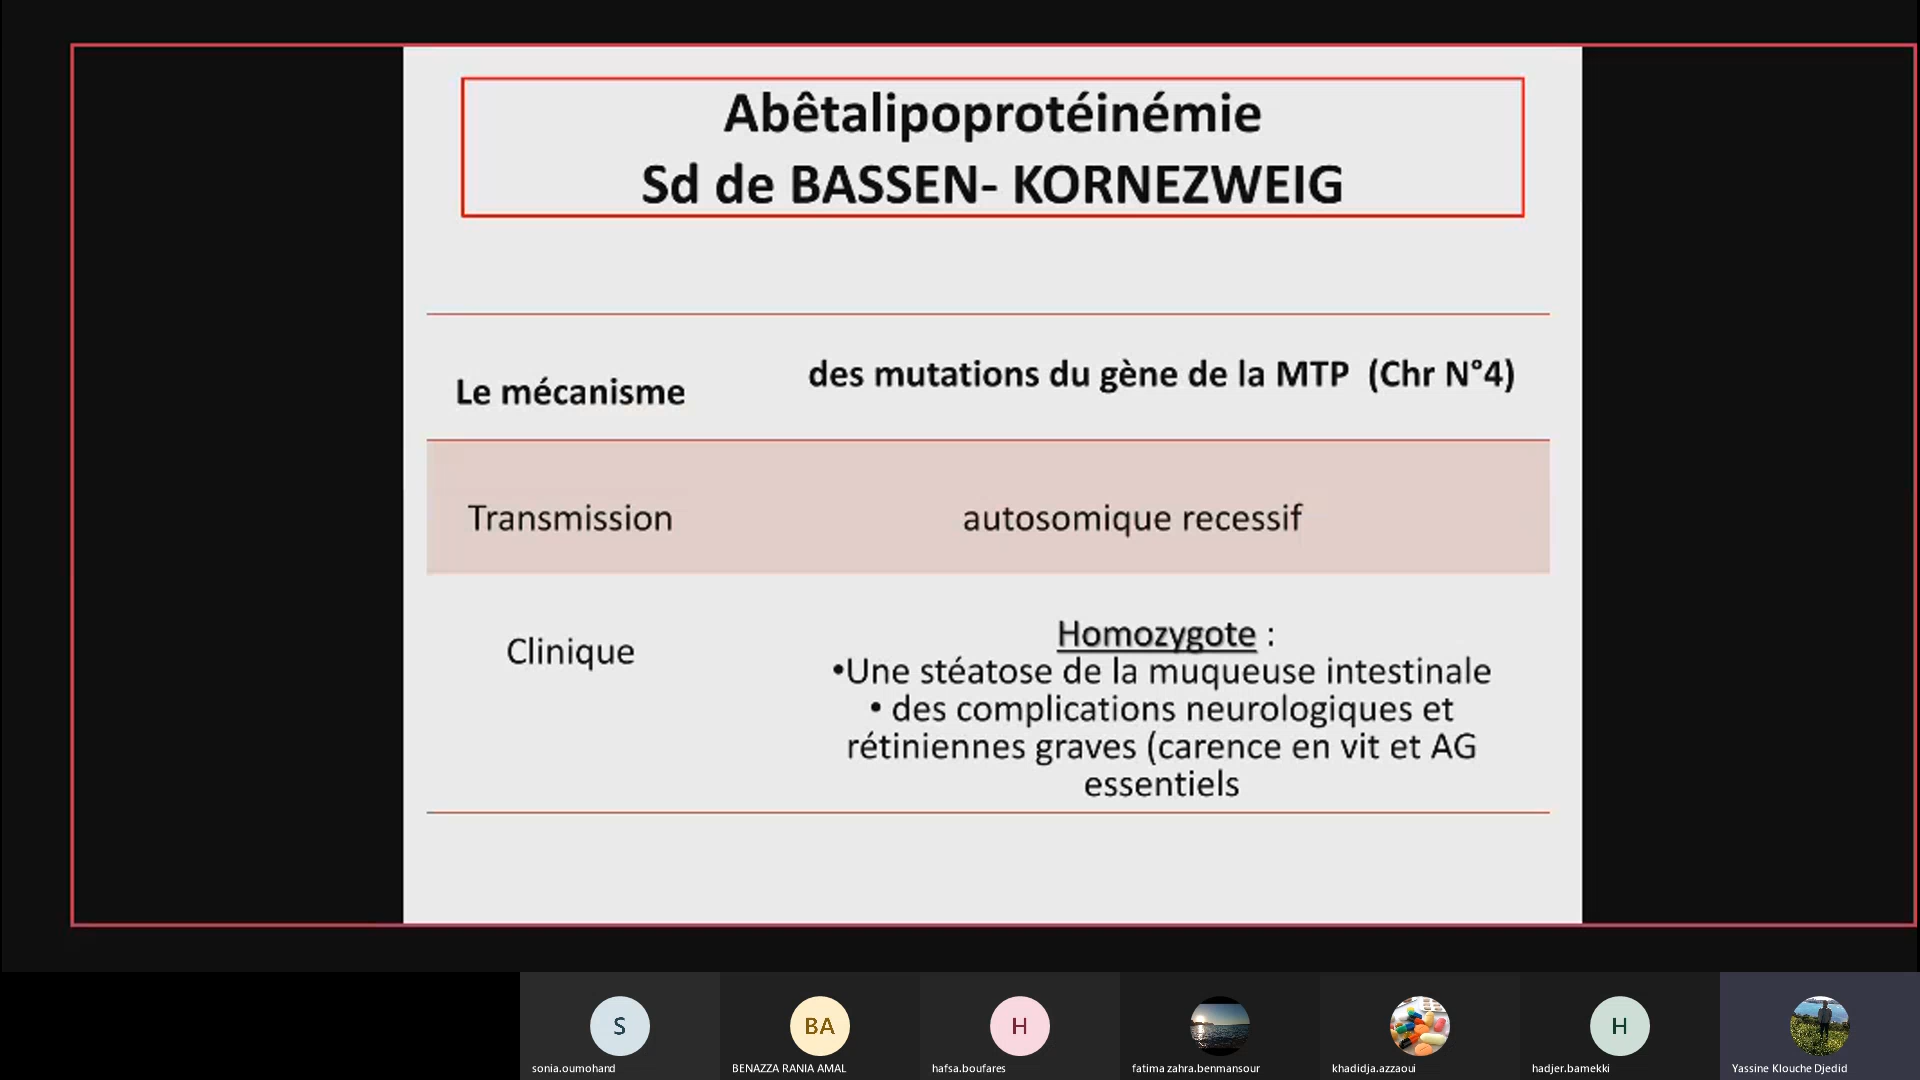 Abêtalipoprotéinémie
Sd de BASSEN- KORNEZWEIG
Le mécanisme
des mutations du gène de la MTP (Chr N°4)
Transmission
autosomique recessif
Clinique
Homozygote :
•Une stéatose de la muqueuse intestinale
• des complications neurologiques et
rétiniennes graves (carence en vit et AG
essentiels
S
BA
H
H
sonia.oumohand
BENAZZA RANIA AMAL
hafsa.boufares
fatima zahra.benmansour
khadidja.azzaoui
hadjer.bamekki
Yassine Klouche Djedid